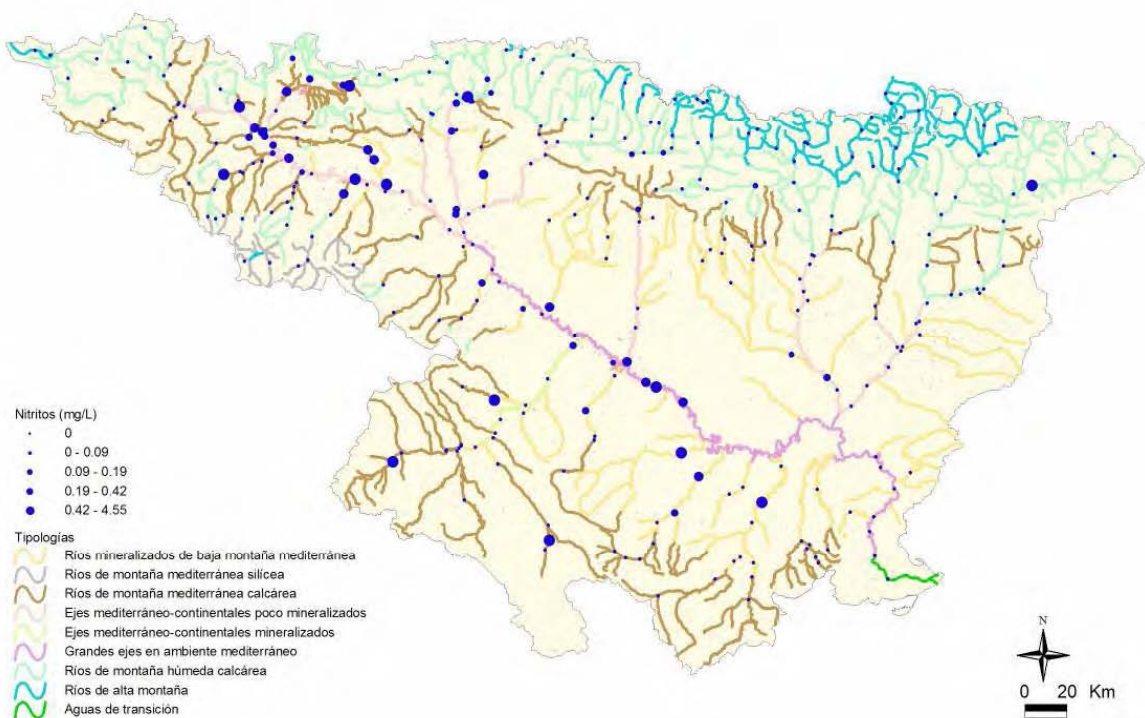 Nitritos (mg/L)
0
0 - 0.09
0.09 - 0.19
0.19 - 0.42
0.42 - 4.55
Tipologías
Ríos mineralizados de baja montaña mediterránea
Ríos de montaña mediterránea silícea
Ríos de montaña mediterránea calcárea
Ejes mediterráneo-continentales poco mineralizados
Ejes mediterráneo-continentales mineralizados
Grandes ejes en ambiente mediterráneo
Ríos de montaña húmeda calcárea
Ríos de alta montaña
Aguas de transición
N
0 20 Km